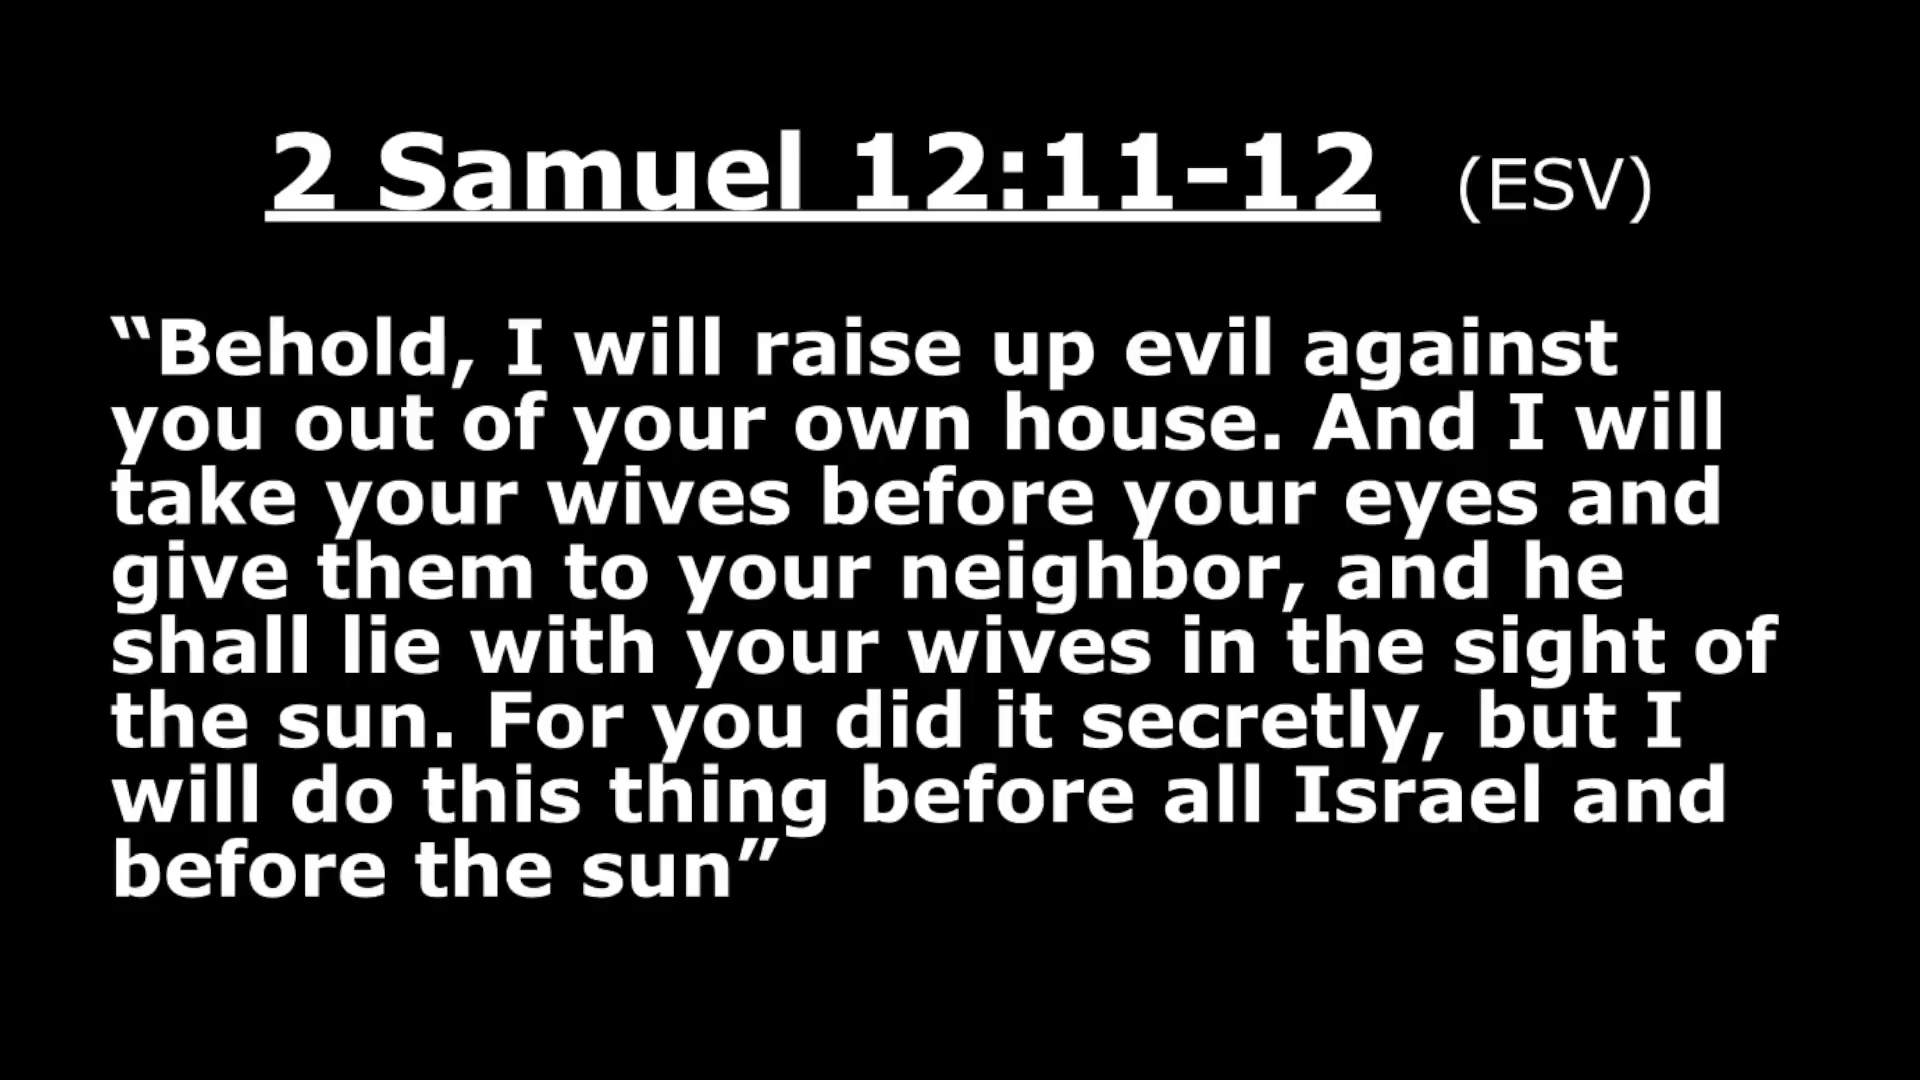 2 Samuel 12:11-12 (ESV)
“Behold, I will raise up evil against
you out of your own house. And I will
take your wives before your eyes and
give them to your neighbor, and he
shall lie with your wives in the sight of
the sun. For you did it secretly, but I
will do this thing before all Israel and
before the sun”